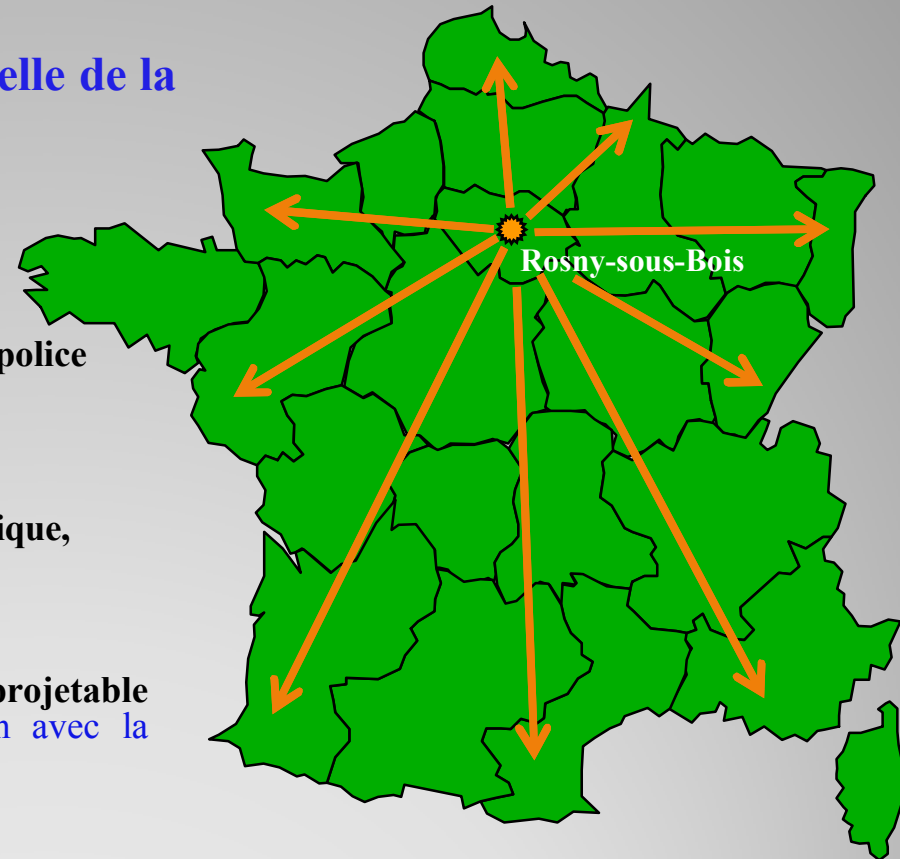 elle de la
Rosny-sous-Bois
police
ique,
projetable
n avec la